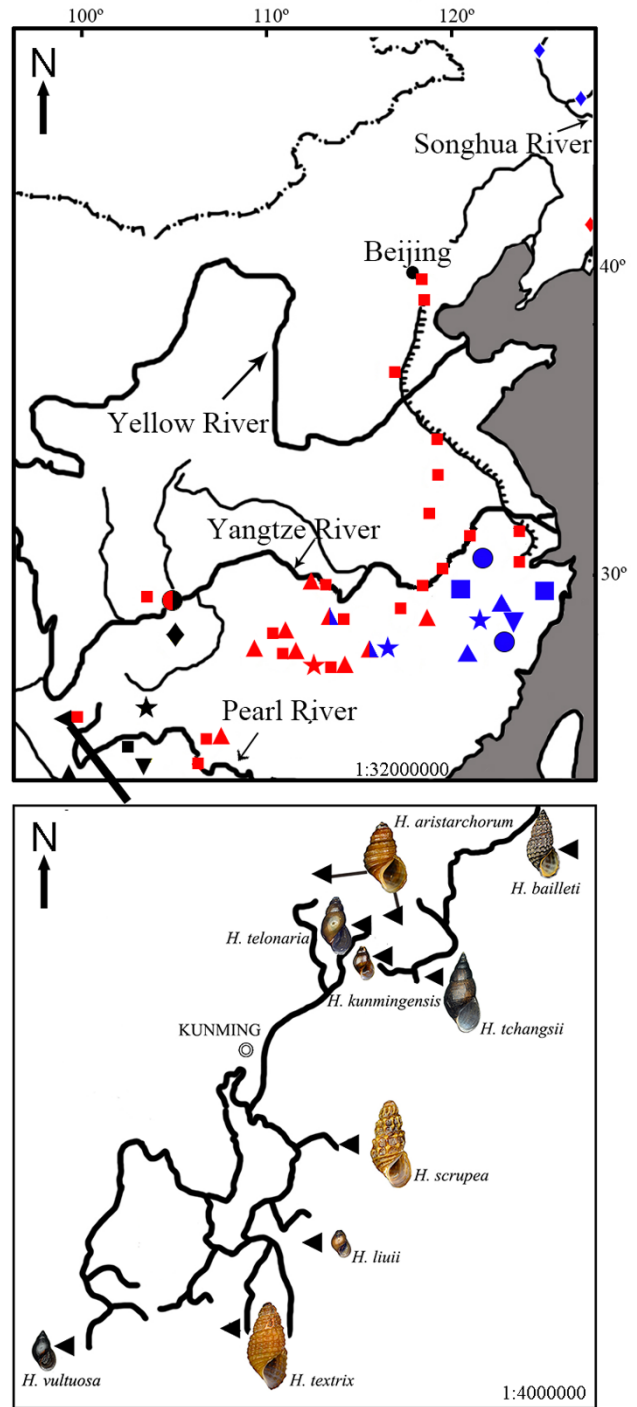 100º 110º 120º
N
Songhua River
Beijing
40º
Yellow River
Yangtze River
30º
Pearl River
1:32000000
N
H. aristarchorum
H. bailleti
H. telonaria
H. kunmingensis
H. tchangsii
KUNMING
H. scrupea
H. liuii
H. vultuosa
H. textrix
1:4000000